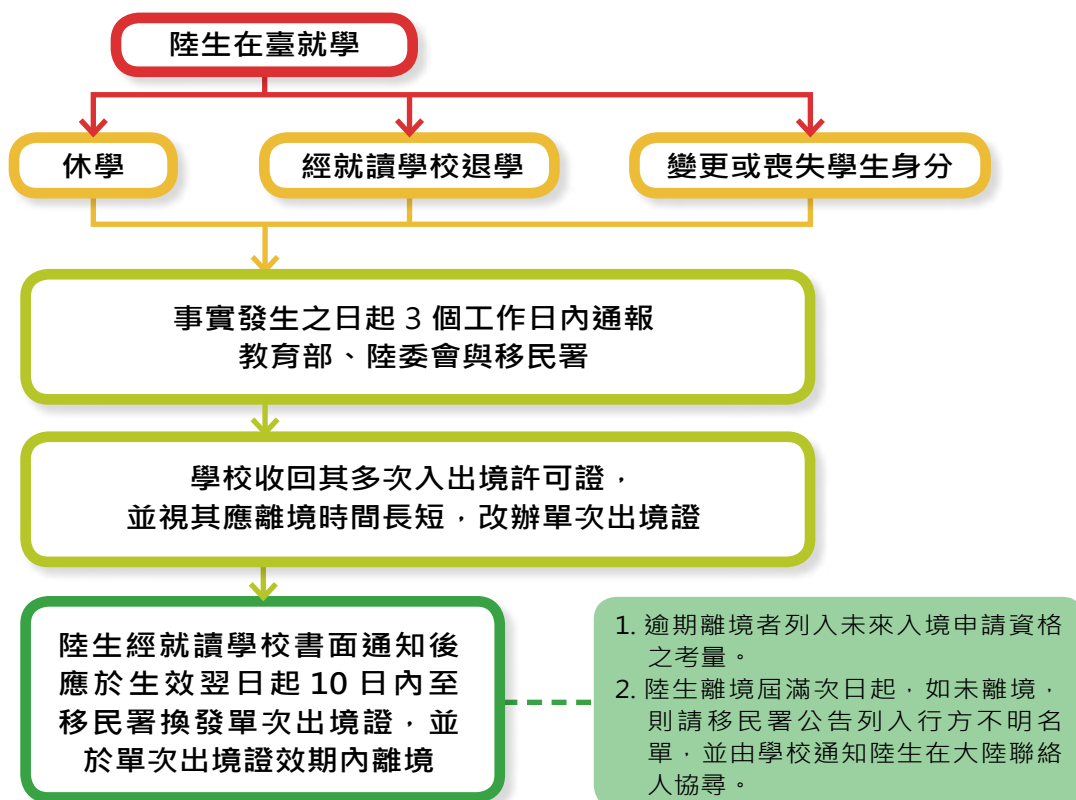 陸生在臺就學
休學
經就讀學校退學
變更或喪失學生身分
事實發生之日起 3 個工作日內通報
教育部、陸委會與移民署
學校收回其多次入出境許可證，
並視其應離境時間長短，改辦單次出境證
陸生經就讀學校書面通知後
應於生效翌日起 10 日內至
移民署換發單次出境證，並
於單次出境證效期內離境
1. 逾期離境者列入未來入境申請資格
之考量。
2. 陸生離境屆滿次日起，如未離境，
則請移民署公告列入行方不明名
單，並由學校通知陸生在大陸聯絡
人協尋。